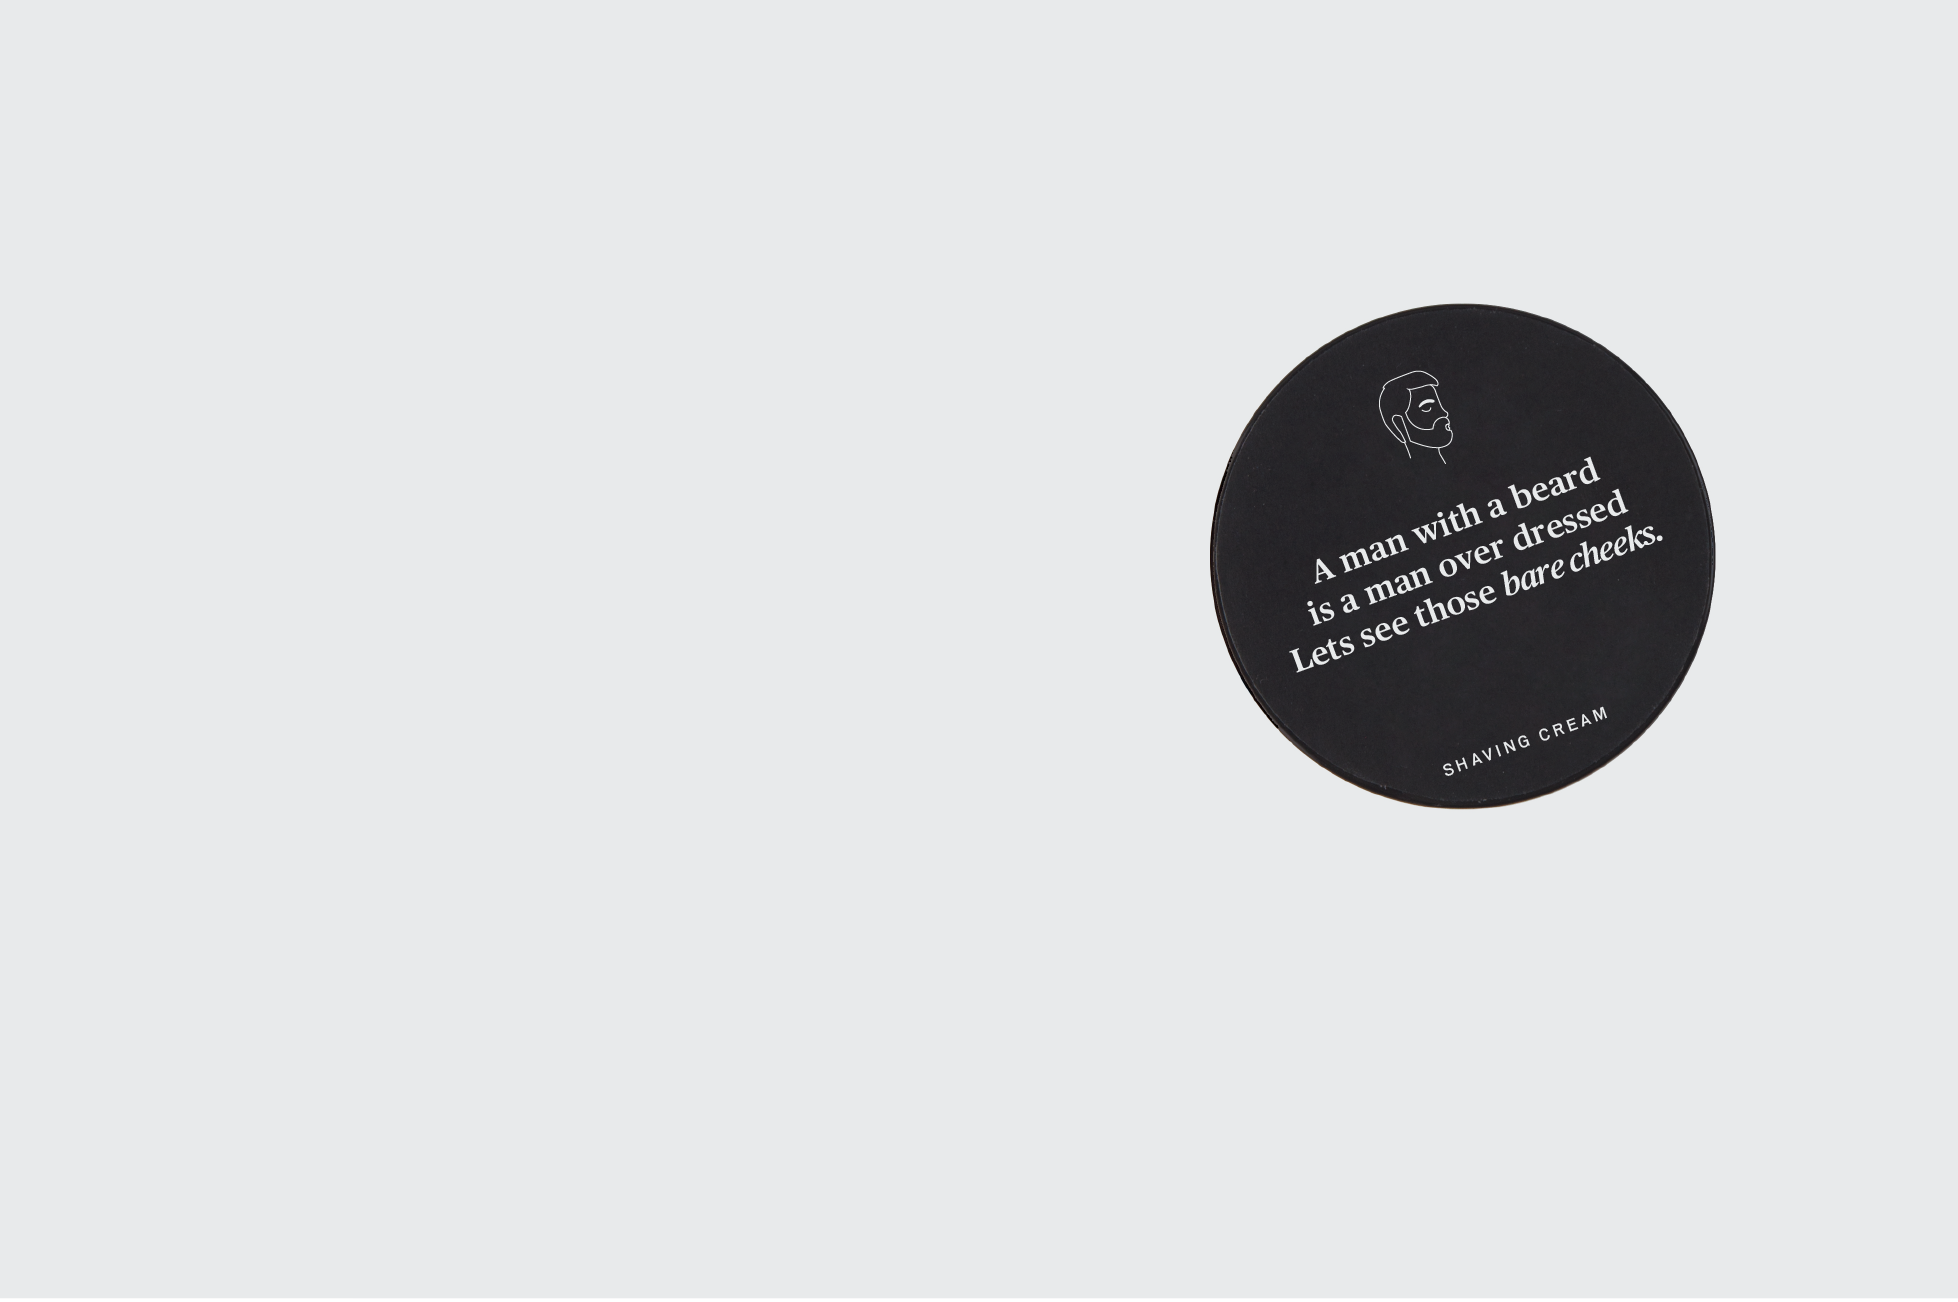 A man with a beard
is a man over dressed
Lets see those bare cheeks.
SHAVING CREAM